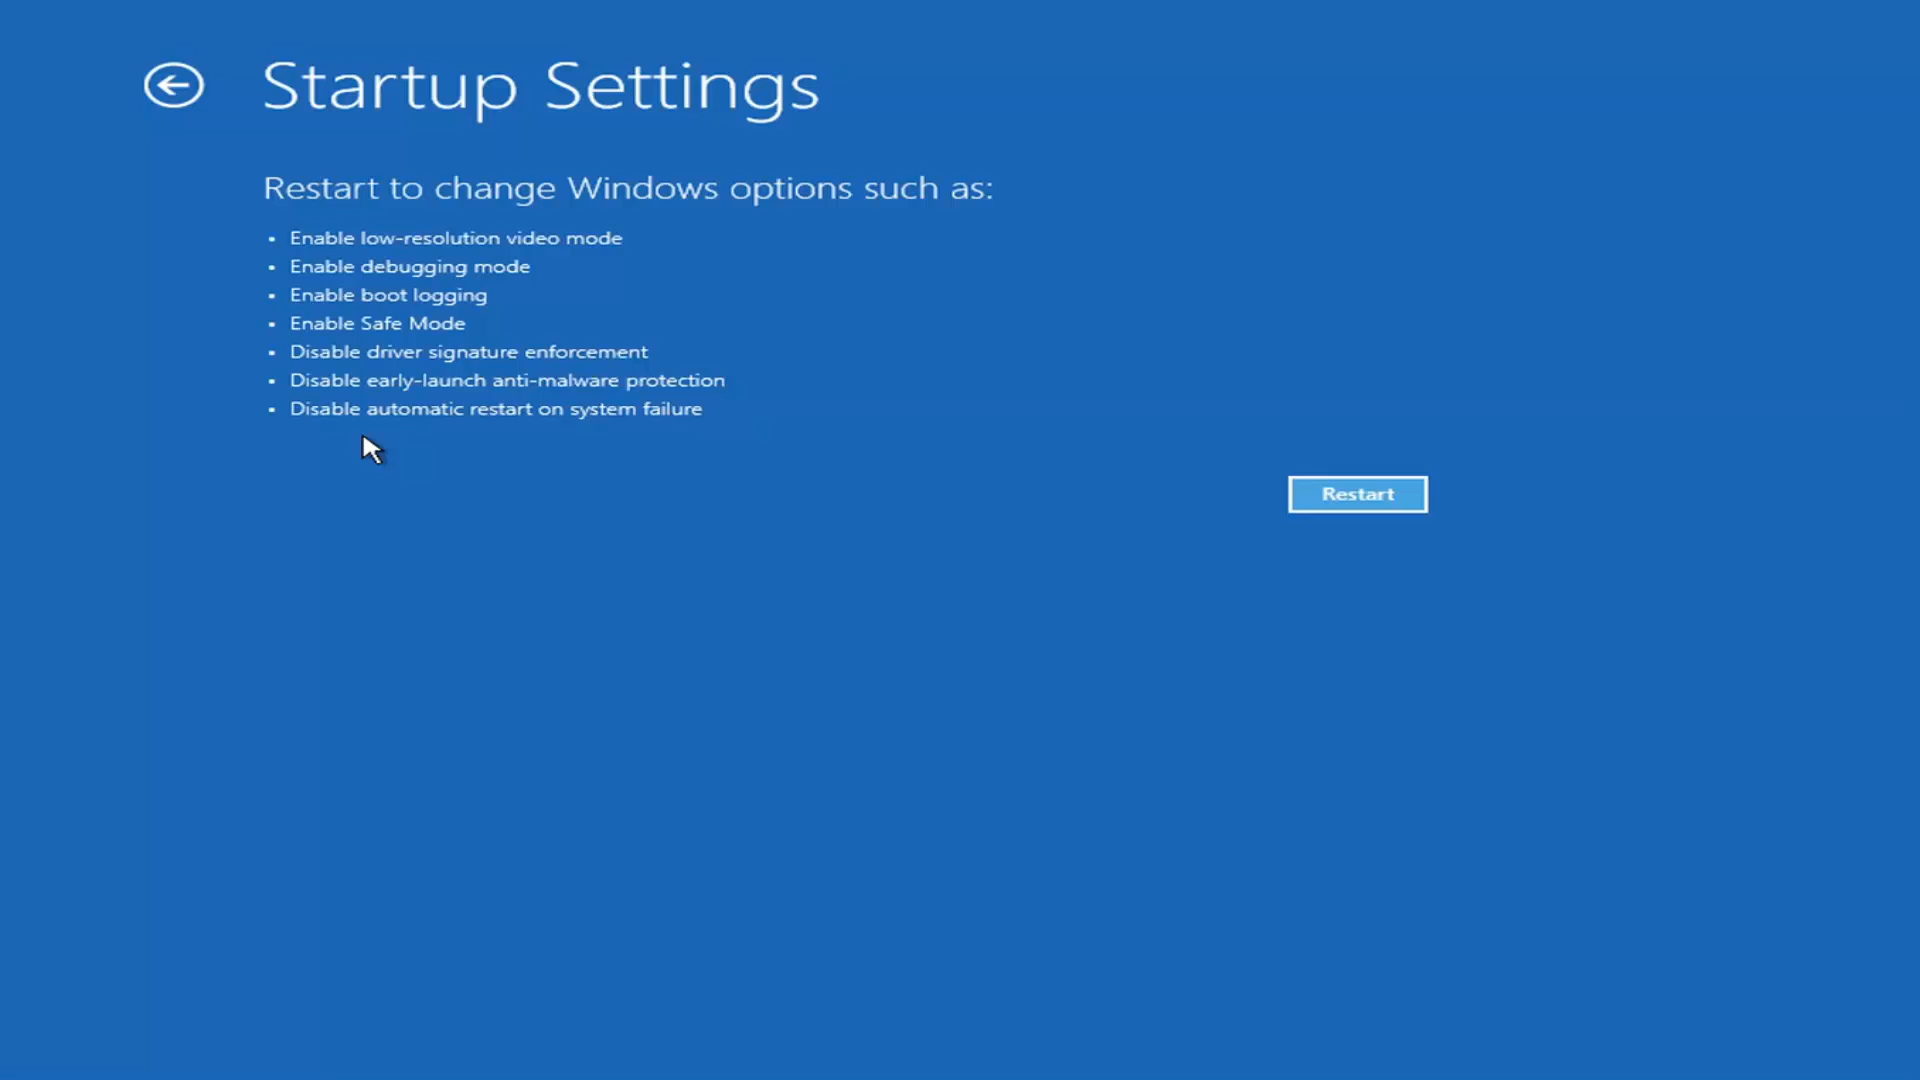 Startup Settings
Restart to change Windows options such as:
• Enable low-resolution video mode
• Enable debugging mode
• Enable boot logging
• Enable Safe Mode
• Disable driver signature enforcement
• Disable early-launch anti-malware protection
• Disable automatic restart on system failure
Restart